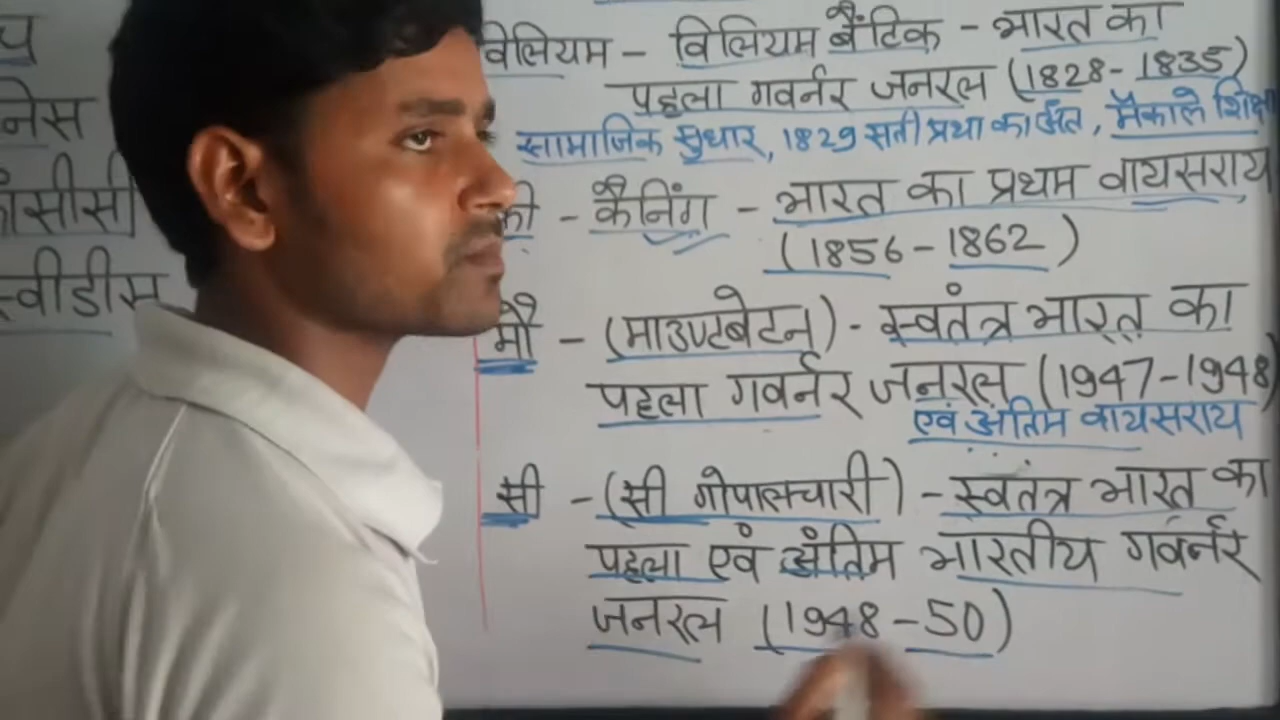 च
नेस
स्वीडीस
विलियम – विलियम बैंटिक – भारत का
पहला गवर्नर जनरल (1828- 1835)
सामाजिक सुधार, 1829 सती प्रथा का अंत, मैकाले शिक्षा
की – कैनिंग – भारत का प्रथम वायसराय
(1856-1862)
मौ – (माउण्टबेटन) - स्वतंत्र भारत का
पहला गवर्नर जनरल (1947-1948)
एवं अंतिम वायसराय
सी – (सी गोपालचारी) – स्वतंत्र भारत का
पहला एवं अंतिम भारतीय गवर्नर
जनरल (1948-50)